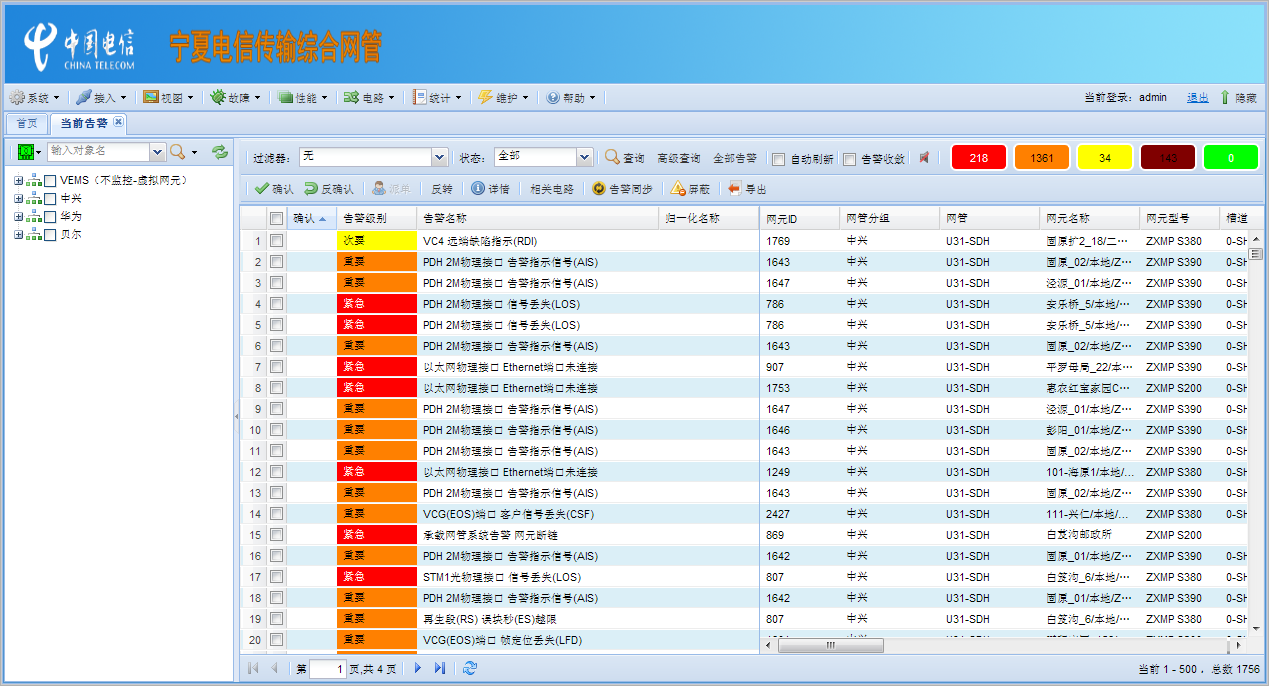 中国电信
CHINA TELECOM
宁夏电信传输综合网管
系统 接入 视图 故障 性能 电路 统计 维护 帮助 当前登录：admin 退出 隐藏
首页 当前告警
输入对象名
VEMS（不监控-虚拟网元）
中兴
华为
贝尔
过滤器： 无 状态： 全部 查询 高级查询 全部告警 自动刷新 告警收敛 218 1361 34 143 0
确认 反确认 派单 反转 详情 相关电路 告警同步 屏蔽 导出
确认 告警级别 告警名称 归一化名称 网元ID 网管分组 网管 网元名称 网元型号 槽道
1 次要 VC4 远端缺陷指示(RDI) 1769 中兴 U31-SDH 固原扩2_18/二… ZXMP S380 0-SH
2 重要 PDH 2M物理接口 告警指示信号(AIS) 1643 中兴 U31-SDH 固原_02/本地/Z… ZXMP S390 0-SH
3 重要 PDH 2M物理接口 告警指示信号(AIS) 1647 中兴 U31-SDH 泾源_01/本地/Z… ZXMP S390 0-SH
4 紧急 PDH 2M物理接口 信号丢失(LOS) 786 中兴 U31-SDH 安乐桥_5/本地/… ZXMP S390 0-SH
5 紧急 PDH 2M物理接口 信号丢失(LOS) 786 中兴 U31-SDH 安乐桥_5/本地/… ZXMP S390 0-SH
6 重要 PDH 2M物理接口 告警指示信号(AIS) 1643 中兴 U31-SDH 固原_02/本地/Z… ZXMP S390 0-SH
7 紧急 以太网物理接口 Ethernet端口未连接 907 中兴 U31-SDH 平罗每局_22/本… ZXMP S380 0-SH
8 紧急 以太网物理接口 Ethernet端口未连接 1753 中兴 U31-SDH 惠农红宝家园C… ZXMP S200 0-SH
9 重要 PDH 2M物理接口 告警指示信号(AIS) 1647 中兴 U31-SDH 泾源_01/本地/Z… ZXMP S390 0-SH
10 重要 PDH 2M物理接口 告警指示信号(AIS) 1646 中兴 U31-SDH 彭阳_01/本地/Z… ZXMP S390 0-SH
11 重要 PDH 2M物理接口 告警指示信号(AIS) 1643 中兴 U31-SDH 固原_02/本地/Z… ZXMP S390 0-SH
12 紧急 以太网物理接口 Ethernet端口未连接 1249 中兴 U31-SDH 101-海原1/本地/... ZXMP S380 0-SH
13 重要 PDH 2M物理接口 告警指示信号(AIS) 1643 中兴 U31-SDH 固原_02/本地/Z… ZXMP S390 0-SH
14 重要 VCG(EOS)端口 客户信号丢失(CSF) 2427 中兴 U31-SDH 111-兴仁/本地/... ZXMP S380 0-SH
15 紧急 承载网管系统告警 网元断链 869 中兴 U31-SDH 白芨沟邮政所 ZXMP S200
16 重要 PDH 2M物理接口 告警指示信号(AIS) 1642 中兴 U31-SDH 固原_01/本地/Z… ZXMP S390 0-SH
17 紧急 STM1光物理接口 信号丢失(LOS) 807 中兴 U31-SDH 白笈沟_6/本地/… ZXMP S380 0-SH
18 重要 PDH 2M物理接口 告警指示信号(AIS) 1642 中兴 U31-SDH 固原_01/本地/Z… ZXMP S390 0-SH
19 重要 再生段(RS) 误块秒(ES)越限 807 中兴 U31-SDH 白笈沟_6/本地/… ZXMP S380 0-SH
20 重要 VCG(EOS)端口 帧定位丢失(LFD)
第 1 页,共 4 页 当前 1 - 500 ，总数 1756